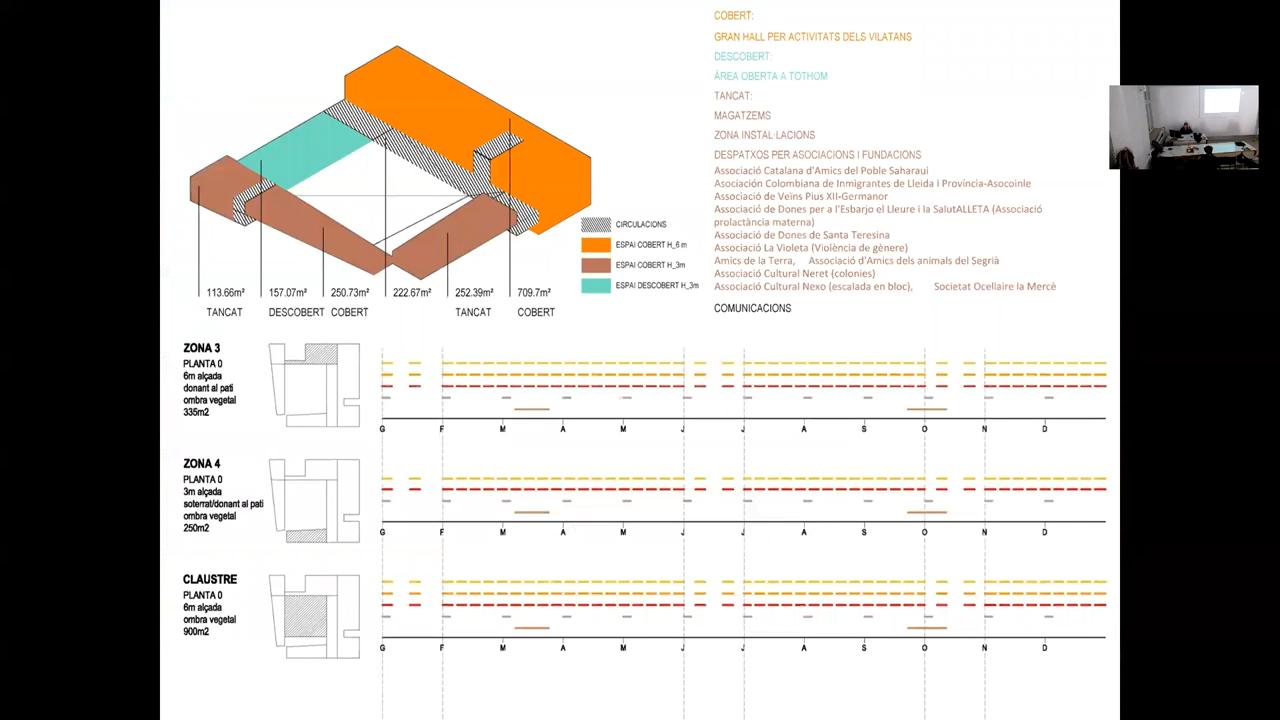 COBERT:
GRAN HALL PER ACTIVITATS DELS VILATANS
DESCOBERT:
ÀREA OBERTA A TOTHOM
TANCAT:
MAGATZEMS
ZONA INSTAL·LACIONS
DESPATXOS PER ASOCIACIONS I FUNDACIONS
Associació Catalana d'Amics del Poble Saharaui
Asociación Colombiana de Inmigrantes de Lleida i Província-Asocoinle
Associació de Veïns Pius XII-Germanor
Associació de Dones per a l'Esbarjo el Lleure i la SalutALLETA (Associació
prolactància materna)
Associació de Dones de Santa Teresina
Associació La Violeta (Violència de gènere)
Amics de la Terra, Associació d'Amics dels animals del Segrià
Associació Cultural Neret (colonies)
Associació Cultural Nexo (escalada en bloc), Societat Ocellaire la Mercè
COMUNICACIONS
CIRCULACIONS
ESPAI COBERT H_6 m
ESPAI COBERT H_3m
ESPAI DESCOBERT H_3m
113.66m² 157.07m² 250.73m² 222.67m² 252.39m² 709.7m²
TANCAT DESCOBERT COBERT TANCAT COBERT
ZONA 3
PLANTA 0
6m alçada
donant al pati
ombra vegetal
335m2
G F M A M J J A S O N D
ZONA 4
PLANTA 0
3m alçada
soterrat/donant al pati
ombra vegetal
250m2
G F M A M J J A S O N D
CLAUSTRE
PLANTA 0
6m alçada
ombra vegetal
900m2
G F M A M J J A S O N D